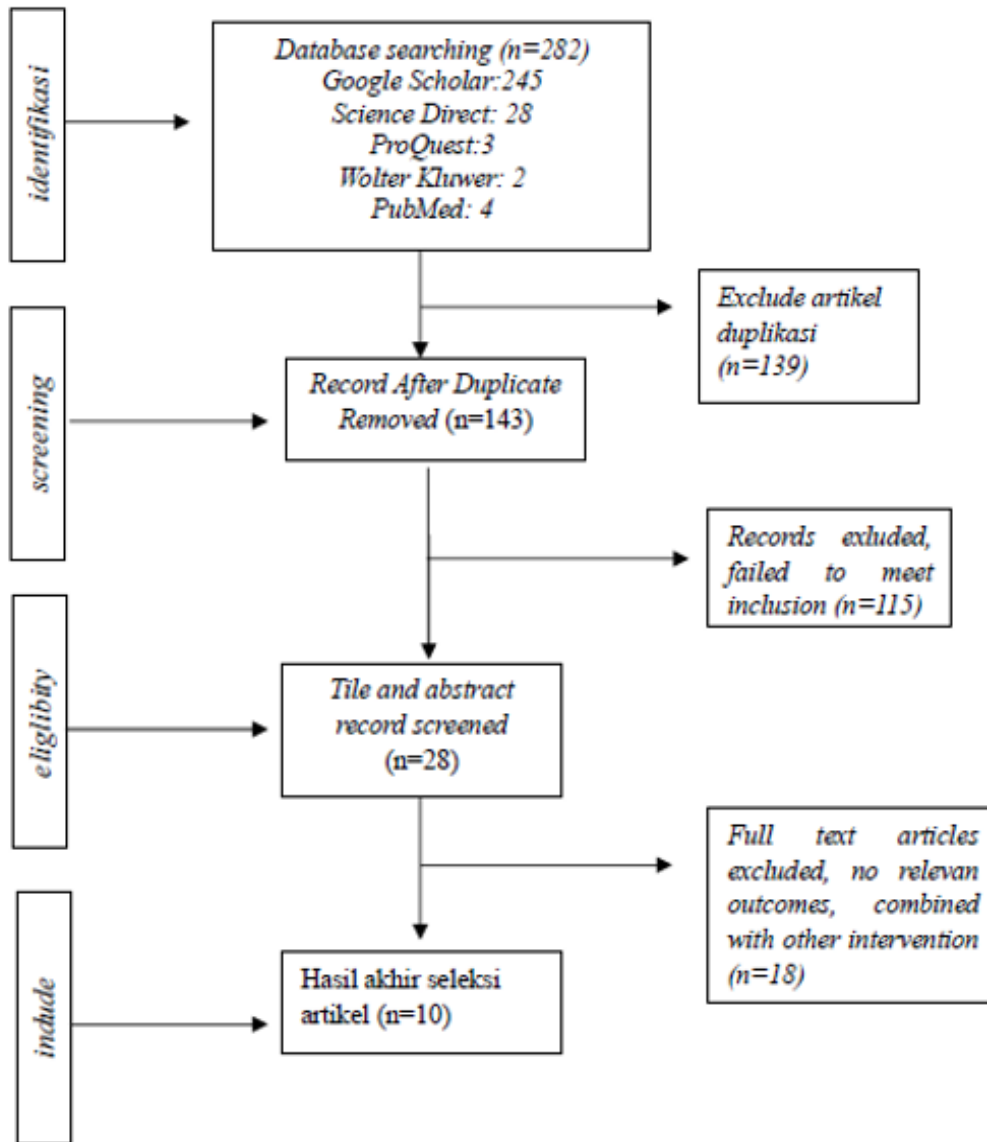 identifikasi
Database searching (n=282)
Google Scholar:245
Science Direct: 28
ProQuest:3
Wolter Kluwer: 2
PubMed: 4
Exclude artikel
duplikasi
(n=139)
screening
Record After Duplicate
Removed (n=143)
Records exluded,
failed to meet
inclusion (n=115)
eliglibity
Tile and abstract
record screened
(n=28)
Full text articles
excluded, no relevan
outcomes, combined
with other intervention
(n=18)
include
Hasil akhir seleksi
artikel (n=10)